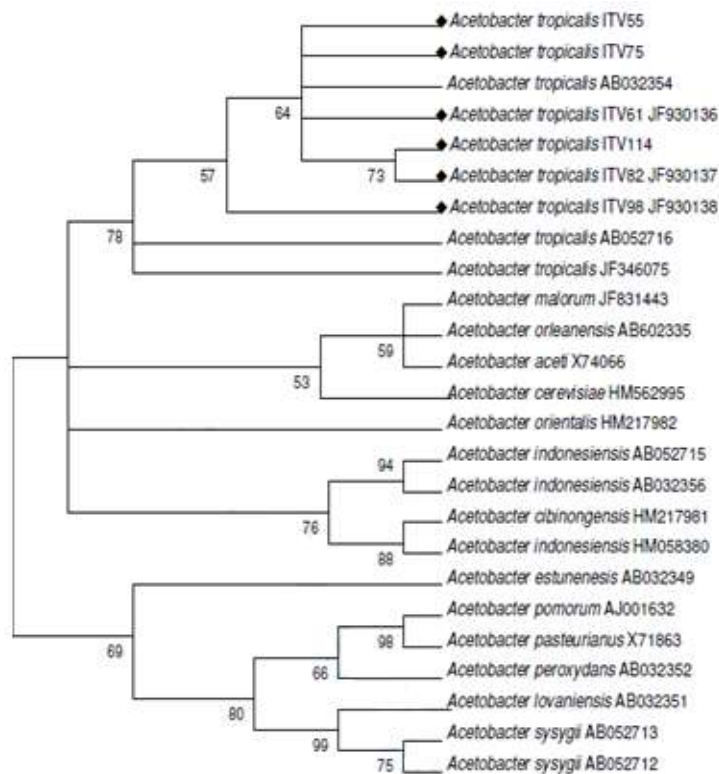 Acetobacter tropicalis ITV55
Acetobacter tropicalis ITV75
Acetobacter tropicalis AB032354
64
Acetobacter tropicalis ITV61 JF930136
Acetobacter tropicalis ITV114
73
57
Acetobacter tropicalis ITV82 JF930137
Acetobacter tropicalis ITV98 JF930138
78
Acetobacter tropicalis AB052716
Acetobacter tropicalis JF346075
Acetobacter malorum JF831443
Acetobacter orleanensis AB602335
59
Acetobacter aceti X74066
53
Acetobacter cerevisiae HM562995
Acetobacter orientalis HM217982
Acetobacter indonesiensis AB052715
94
Acetobacter indonesiensis AB032356
76
Acetobacter cibinongensis HM217981
Acetobacter indonesiensis HM058380
88
Acetobacter estunenesis AB032349
Acetobacter pomorum AJ001632
98
69
Acetobacter pasteurianus X71863
66
Acetobacter peroxydans AB032352
80
Acetobacter lovaniensis AB032351
99
Acetobacter sysygii AB052713
75
Acetobacter sysygii AB052712